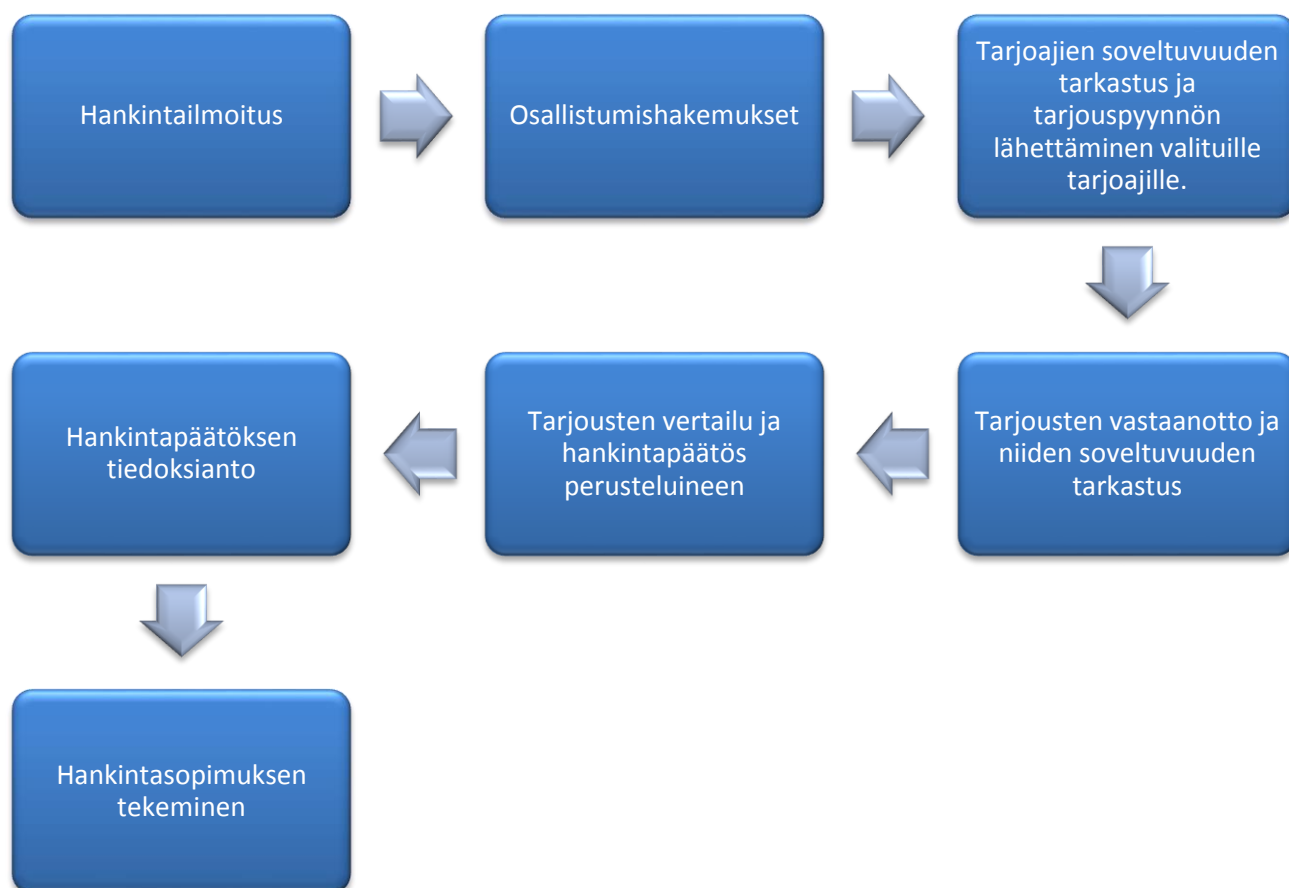 Hankintailmoitus
Osallistumishakemukset
Tarjoajien soveltuvuuden
tarkastus ja
tarjouspyynnön
lähettäminen valituille
tarjoajille.
Tarjousten vastaanotto ja
niiden soveltuvuuden
tarkastus
Tarjousten vertailu ja
hankintapäätös
perusteluineen
Hankintapäätöksen
tiedoksianto
Hankintasopimuksen
tekeminen